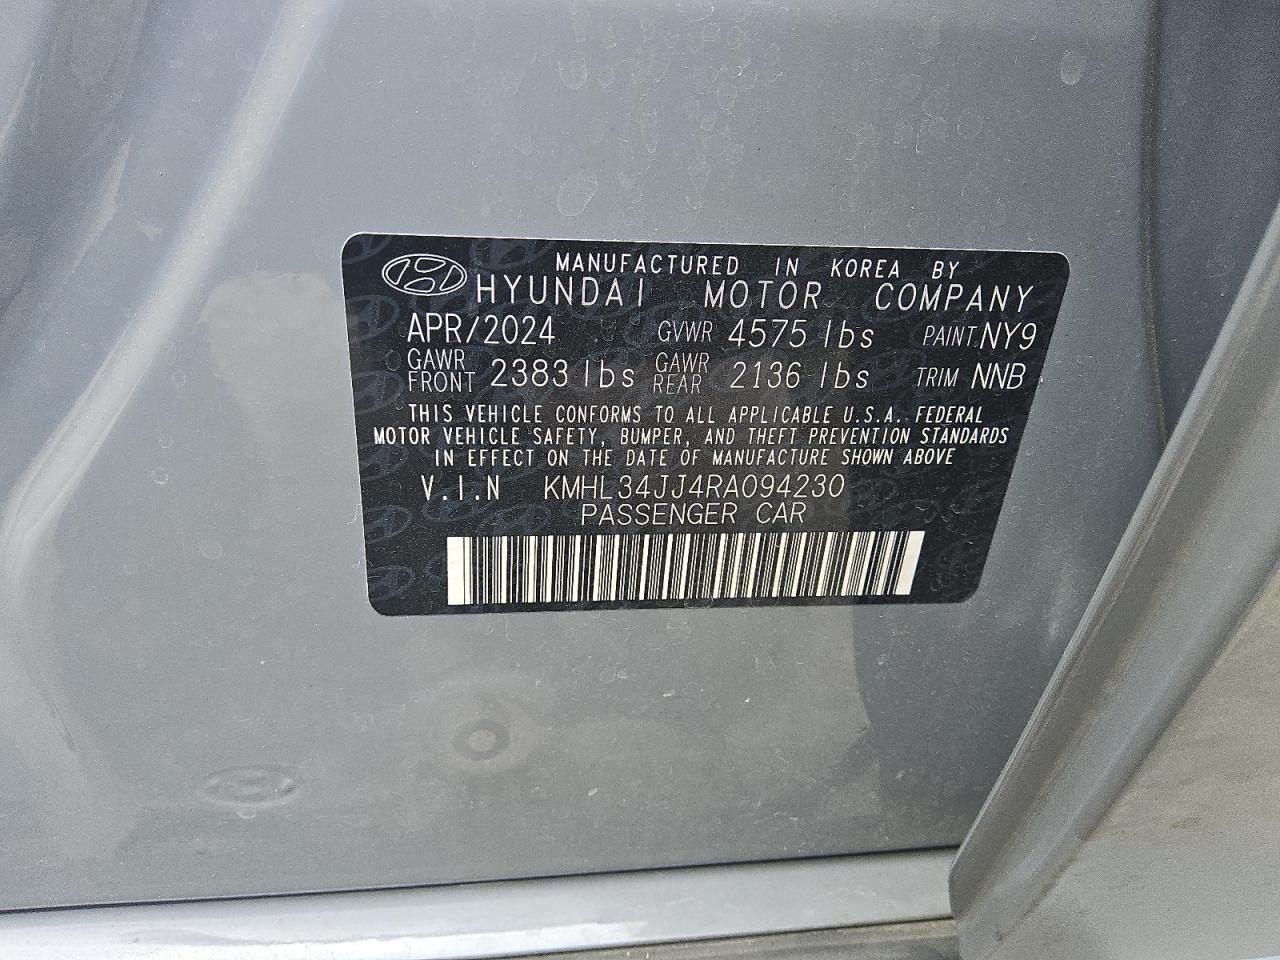 MANUFACTURED IN KOREA BY
HYUNDAI MOTOR COMPANY
APR/2024 GVWR 4575 lbs PAINT NY9
GAWR FRONT 2383 lbs GAWR REAR 2136 lbs TRIM NNB
THIS VEHICLE CONFORMS TO ALL APPLICABLE U.S.A. FEDERAL
MOTOR VEHICLE SAFETY, BUMPER, AND THEFT PREVENTION STANDARDS
IN EFFECT ON THE DATE OF MANUFACTURE SHOWN ABOVE
V.I.N KMHL34JJ4RA094230
PASSENGER CAR